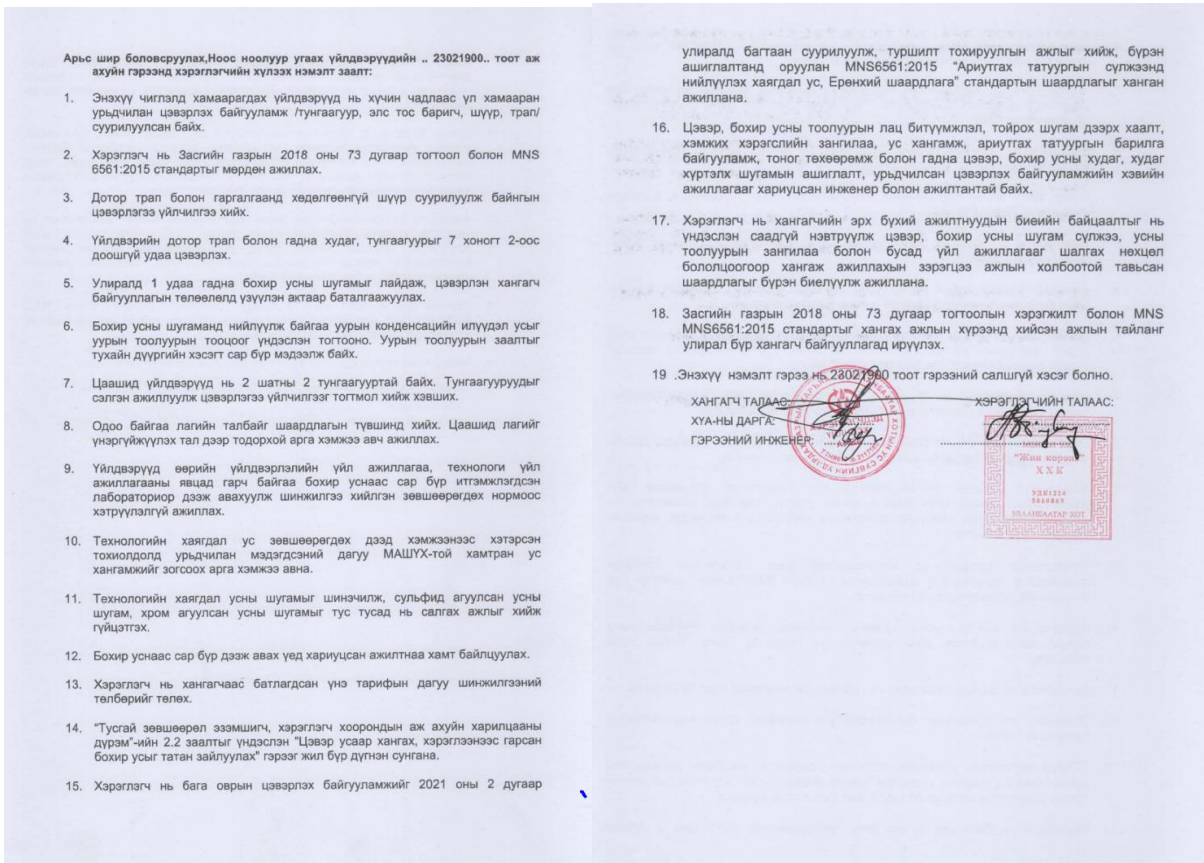 Арьс шир боловсруулах,Ноос ноолуур угаах үйлдвэрүүдийн .. 23021900.. тоот аж
ахуйн гэрээнд хэрэглэгчийн хүлээх нэмэлт заалт:
1. Энэхүү чиглэлд хамаарагдах үйлдвэрүүд нь хүчин чадлаас үл хамааран
урьдчилан цэвэрлэх байгууламж /тунгаагуур, элс тос баригч, шүүр, трап/
суурилуулсан байх.
2. Хэрэглэгч нь Засгийн газрын 2018 оны 73 дугаар тогтоол болон MNS
6561:2015 стандартыг мөрдөн ажиллах.
3. Дотор трап болон гаргалгаанд хөдөлгөөнгүй шүүр суурилуулж байнгын
цэвэрлэгээ үйлчилгээ хийх.
4. Үйлдвэрийн дотор трап болон гадна худаг, тунгаагуурыг 7 хоногт 2-оос
доошгүй удаа цэвэрлэх.
5. Улиралд 1 удаа гадна бохир усны шугамыг лайдаж, цэвэрлэн хангагч
байгууллагын төлөөлөлд үзүүлэн актаар баталгаажуулах.
6. Бохир усны шугаманд нийлүүлж байгаа уурын конденсацийн илүүдэл усыг
уурын тоолуурын тооцоог үндэслэн тогтооно. Уурын тоолуурын заалтыг
тухайн дүүргийн хэсэгт сар бүр мэдээлж байх.
7. Цаашид үйлдвэрүүд нь 2 шатны 2 тунгаагууртай байх. Тунгаагууруудыг
сэлгэн ажиллуулж цэвэрлэгээ үйлчилгээг тогтмол хийж хэвших.
8. Одоо байгаа лагийн талбайг шаардлагын түвшинд хийх. Цаашид лагийг
үнэргүйжүүлэх тал дээр тодорхой арга хэмжээ авч ажиллах.
9. Үйлдвэрүүд өөрийн үйлдвэрлэлийн үйл ажиллагаа, технологи үйл
ажиллагааны явцад гарч байгаа бохир уснаас сар бүр итгэмжлэгдсэн
лабораториор дээж авахуулж шинжилгээ хийлгэн зөвшөөрөгдөх нормоос
хэтрүүлэлгүй ажиллах.
10. Технологийн хаягдал ус зөвшөөрөгдөх дээд хэмжээнээс хэтэрсэн
тохиолдолд урьдчилан мэдэгдсэний дагуу МАШҮХ-той хамтран ус
хангамжийг зогсоох арга хэмжээ авна.
11. Технологийн хаягдал усны шугамыг шинэчилж, сульфид агуулсан усны
шугам, хром агуулсан усны шугамыг тус тусад нь салгах ажлыг хийж
гүйцэтгэх.
12. Бохир уснаас сар бүр дээж авах үед хариуцсан ажилтнаа хамт байлцуулах.
13. Хэрэглэгч нь хангагчаас батлагдсан үнэ тарифын дагуу шинжилгээний
төлбөрийг төлөх.
14. "Тусгай зөвшөөрөл эзэмшигч, хэрэглэгч хоорондын аж ахуйн харилцааны
дүрэм"-ийн 2.2 заалтыг үндэслэн "Цэвэр усаар хангах, хэрэглээнээс гарсан
бохир усыг татан зайлуулах" гэрээг жил бүр дүгнэн сунгана.
15. Хэрэглэгч нь бага оврын цэвэрлэх байгууламжийг 2021 оны 2 дугаар
улиралд багтаан суурилуулж, туршилт тохируулгын ажлыг хийж, бүрэн
ашиглалтанд оруулан MNS6561:2015 "Ариутгах татуургын сүлжээнд
нийлүүлэх хаягдал ус, Ерөнхий шаардлага" стандартын шаардлагыг ханган
ажиллана.
16. Цэвэр, бохир усны тоолуурын лац битүүмжлэл, тойрох шугам дээрх хаалт,
хэмжих хэрэгслийн зангилаа, ус хангамж, ариутгах татуургын барилга
байгууламж, тоног төхөөрөмж болон гадна цэвэр, бохир усны худаг, худаг
хүртэлх шугамын ашиглалт, урьдчилсан цэвэрлэх байгууламжийн хэвийн
ажиллагааг хариуцсан инженер болон ажилтантай байх.
17. Хэрэглэгч нь хангагчийн эрх бүхий ажилтнуудын биеийн байцаалтыг нь
үндэслэн саадгүй нэвтрүүлж цэвэр, бохир усны шугам сүлжээ, усны
тоолуурын зангилаа болон бусад үйл ажиллагааг шалгах нөхцөл
бололцоогоор хангаж ажиллахын зэрэгцээ ажлын холбоотой тавьсан
шаардлагыг бүрэн биелүүлж ажиллана.
18. Засгийн газрын 2018 оны 73 дугаар тогтоолын хэрэгжилт болон MNS
MNS6561:2015 стандартыг хангах ажлын хүрээнд хийсэн ажлын тайланг
улирал бүр хангагч байгууллагад ирүүлэх.
19 .Энэхүү нэмэлт гэрээ нь 23021900 тоот гэрээний салшгүй хэсэг болно.
ХАНГАГЧ ТАЛААС: ХЭРЭГЛЭГЧИЙН ТАЛААС:
ХҮА-НЫ ДАРГА:
ГЭРЭЭНИЙ ИНЖЕНЕР:
ХХК
УЛААНБААТАР ХОТ